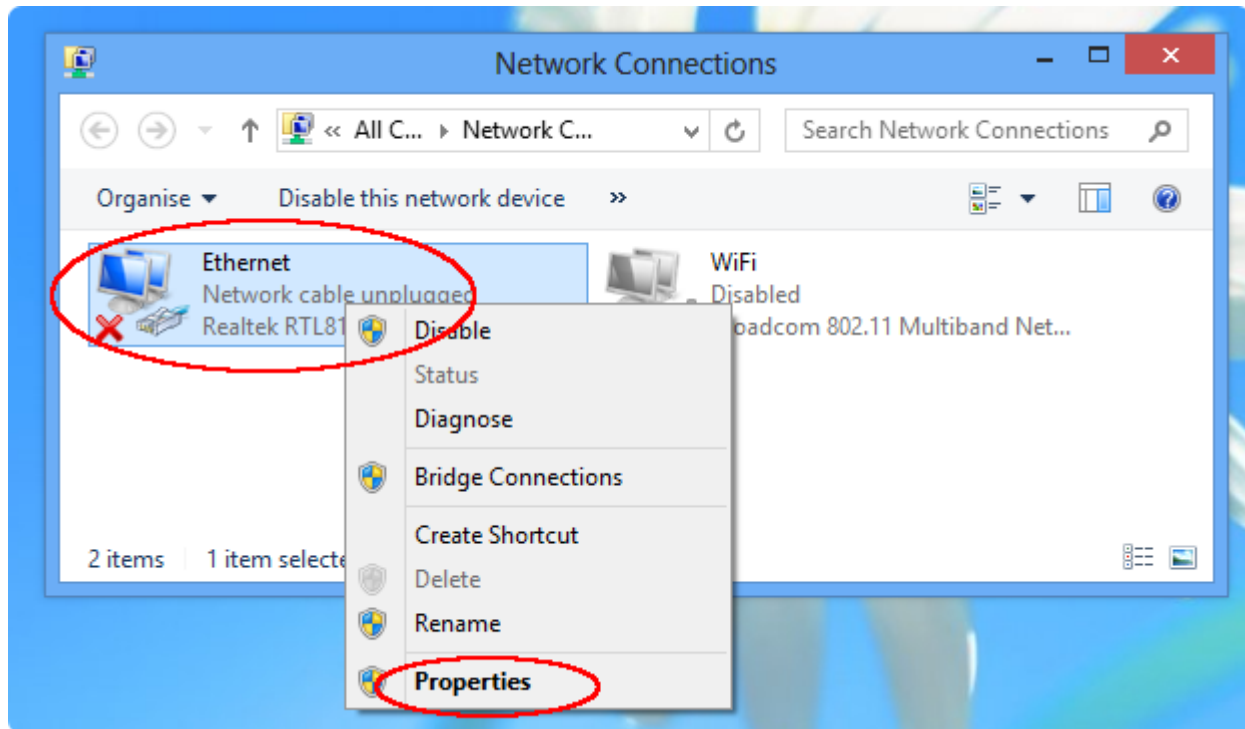 Network Connections
« All C... Network C...
Search Network Connections
Organise
Disable this network device
»
Ethernet
Network cable unplugged
Realtek RTL81
WiFi
Disabled
oadcom 802.11 Multiband Net...
Disable
Status
Diagnose
Bridge Connections
Create Shortcut
Delete
Rename
Properties
2 items
1 item selecte